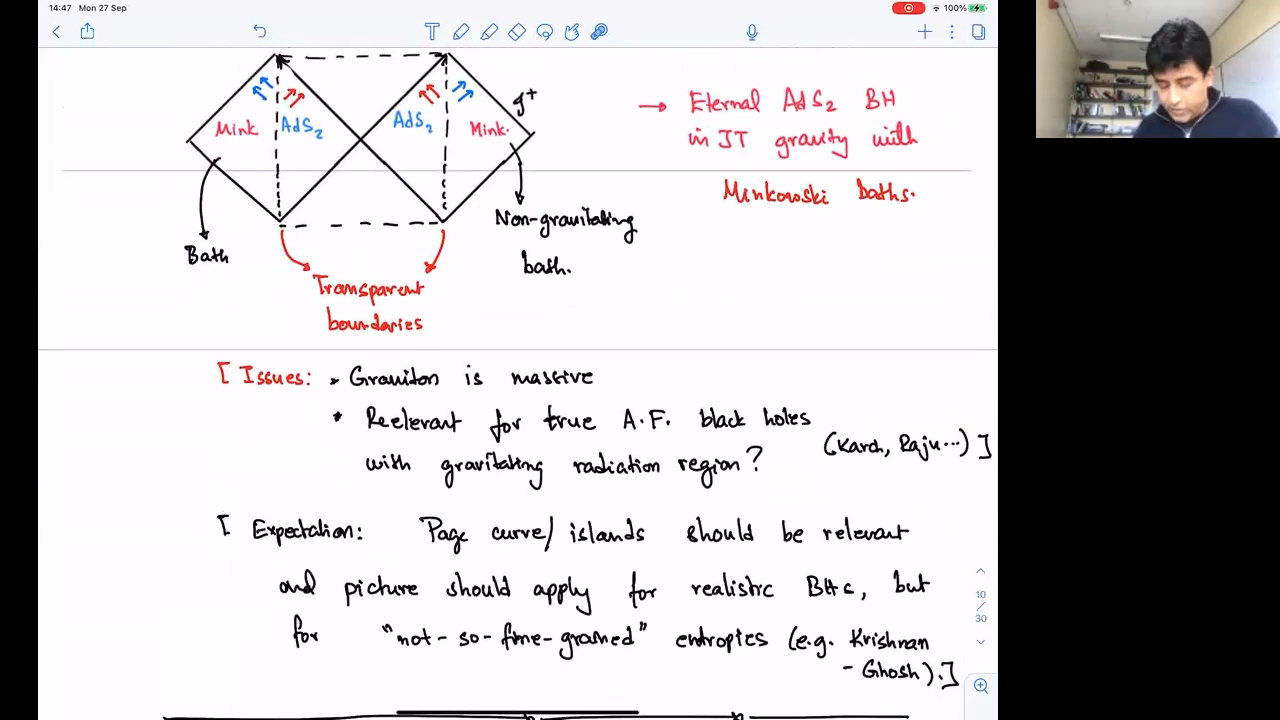 14:47 Mon 27 Sep
100%
Mink
AdS₂
AdS₂
Mink.
g⁺
→ Eternal AdS₂ BH
in JT gravity with
Minkowski baths.
Bath
Non-gravitating
bath.
Transparent
boundaries
[ Issues: • Graviton is massive
• Reelevant for true A.F. black holes
with gravitating radiation region?
(Karch, Raju...) ]
[ Expectation: Page curve/ islands should be relevant
and picture should apply for realistic BHs, but
for "not-so-fine-grained" entropies (e.g. Krishnan
- Ghosh).]
10
/
30